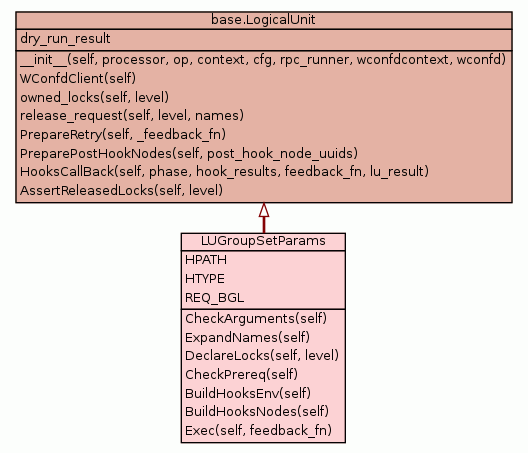 base.LogicalUnit
dry_run_result
__init__(self, processor, op, context, cfg, rpc_runner, wconfdcontext, wconfd)
WConfdClient(self)
owned_locks(self, level)
release_request(self, level, names)
PrepareRetry(self, _feedback_fn)
PreparePostHookNodes(self, post_hook_node_uuids)
HooksCallBack(self, phase, hook_results, feedback_fn, lu_result)
AssertReleasedLocks(self, level)
LUGroupSetParams
HPATH
HTYPE
REQ_BGL
CheckArguments(self)
ExpandNames(self)
DeclareLocks(self, level)
CheckPrereq(self)
BuildHooksEnv(self)
BuildHooksNodes(self)
Exec(self, feedback_fn)